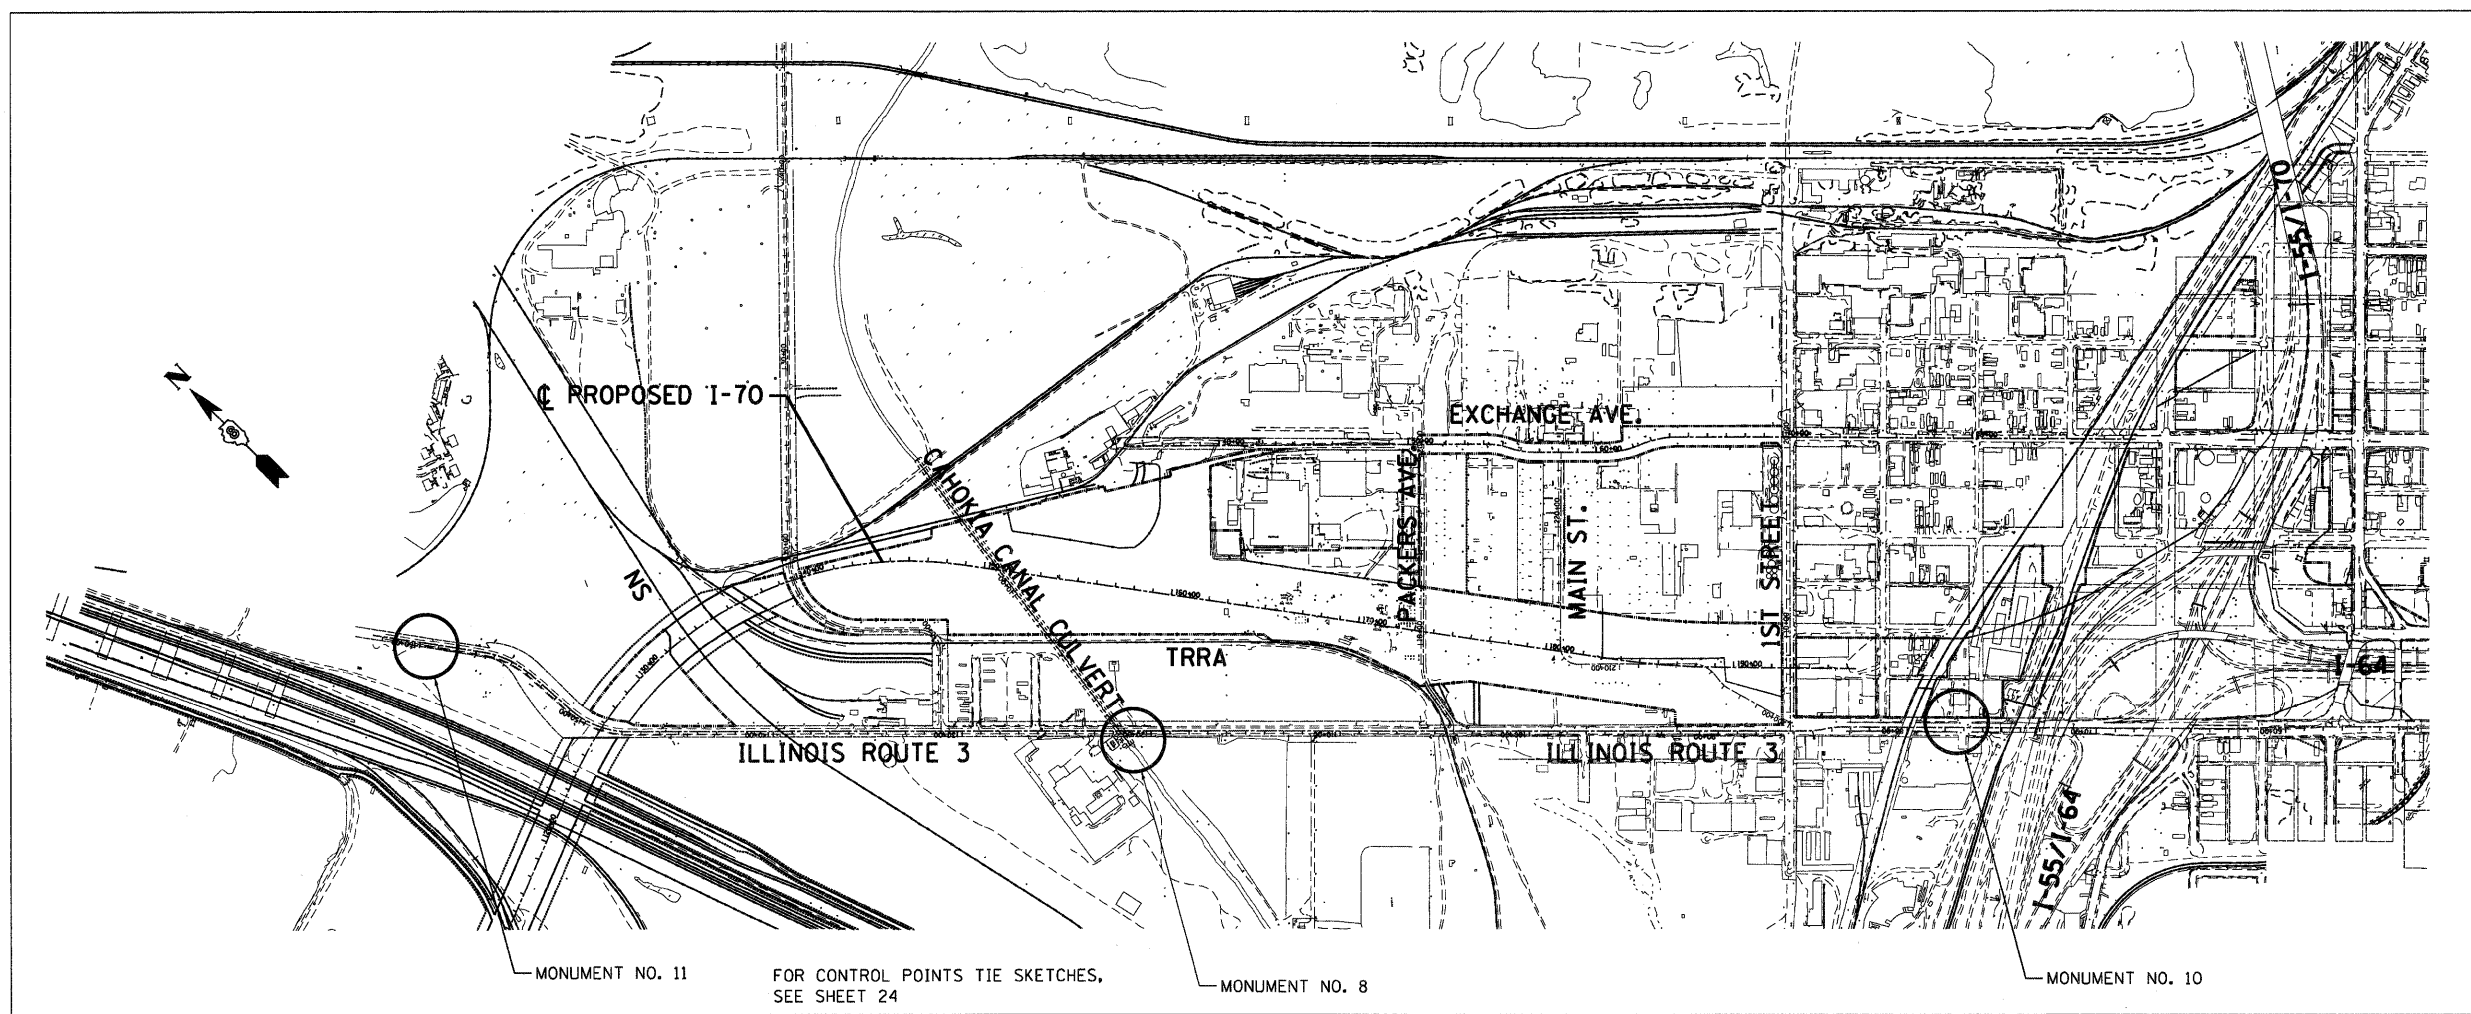 I-55/I-70
N
℄ PROPOSED I-70
EXCHANGE AVE.
CAHOKIA CANAL CULVERT
PACKERS AVE.
MAIN ST.
1ST STREET
NS
TRRA
I-64
ILLINOIS ROUTE 3
ILLINOIS ROUTE 3
I-55/I-64
MONUMENT NO. 11
FOR CONTROL POINTS TIE SKETCHES,
SEE SHEET 24
MONUMENT NO. 8
MONUMENT NO. 10